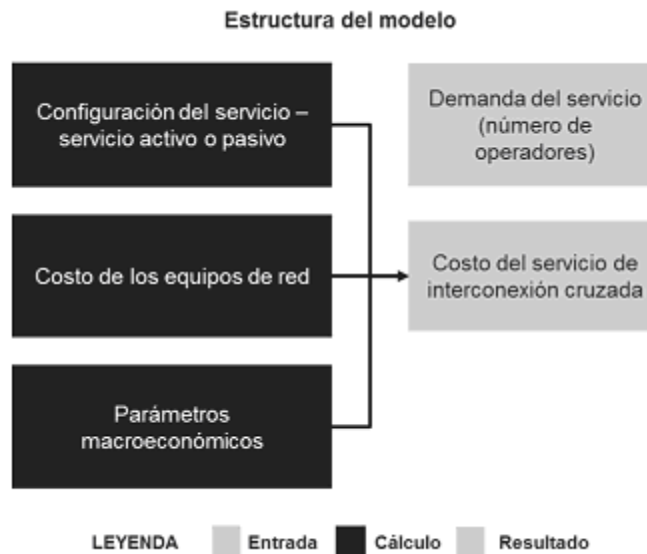 Estructura del modelo
Configuración del servicio –
servicio activo o pasivo
Demanda del servicio
(número de
operadores)
Costo de los equipos de red
Costo del servicio de
interconexión cruzada
Parámetros
macroeconómicos
LEYENDA Entrada Cálculo Resultado